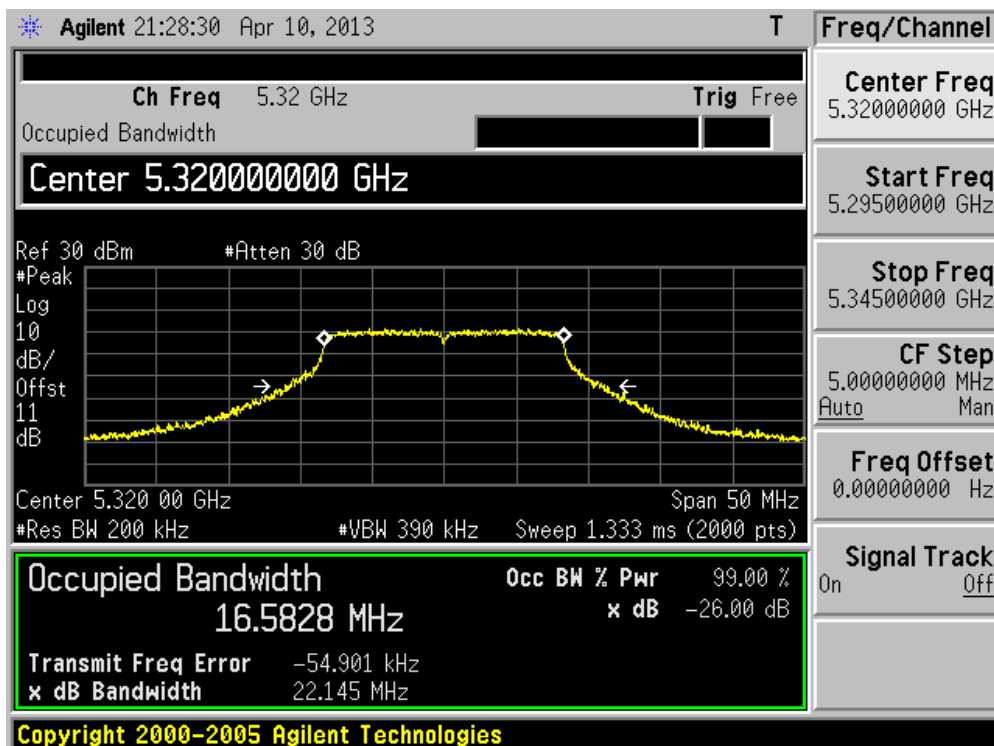 Agilent 21:28:30 Apr 10, 2013 T
Ch Freq 5.32 GHz Trig Free
Occupied Bandwidth
Center 5.320000000 GHz
Ref 30 dBm #Atten 30 dB
#Peak
Log
10
dB/
Offst
11
dB
Center 5.320 00 GHz Span 50 MHz
#Res BW 200 kHz #VBW 390 kHz Sweep 1.333 ms (2000 pts)
Occupied Bandwidth
16.5828 MHz
Occ BW % Pwr 99.00 %
x dB -26.00 dB
Transmit Freq Error -54.901 kHz
x dB Bandwidth 22.145 MHz
Copyright 2000-2005 Agilent Technologies
Freq/Channel
Center Freq
5.32000000 GHz
Start Freq
5.29500000 GHz
Stop Freq
5.34500000 GHz
CF Step
5.00000000 MHz
Auto Man
Freq Offset
0.00000000 Hz
Signal Track
On Off